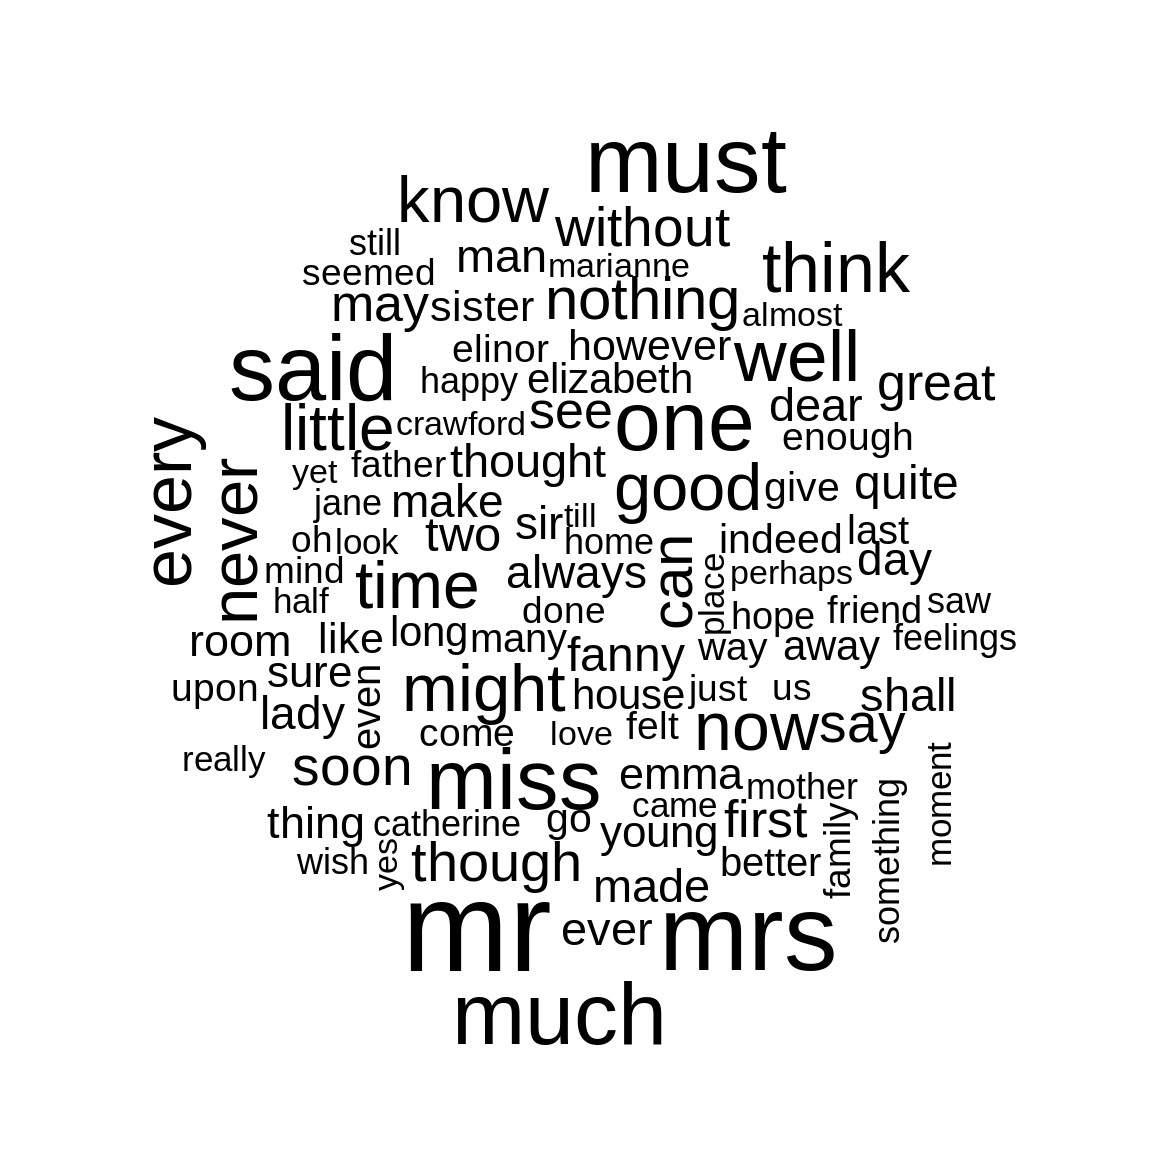 must
know
without
still
man
marianne
think
seemed
may
sister
nothing
almost
said
elinor
however
well
happy
elizabeth
great
little
crawford
see
one
dear
enough
every
never
yet
father
thought
good
give
quite
jane
make
sir
till
oh
look
two
home
can
indeed
last
mind
time
always
place
perhaps
day
half
done
hope
friend
saw
room
like
long
many
fanny
way
away
feelings
upon
sure
even
might
house
just
us
shall
lady
come
love
felt
now
say
really
soon
miss
emma
mother
moment
thing
catherine
go
came
young
first
family
something
wish
yes
though
made
better
mr
ever
mrs
much